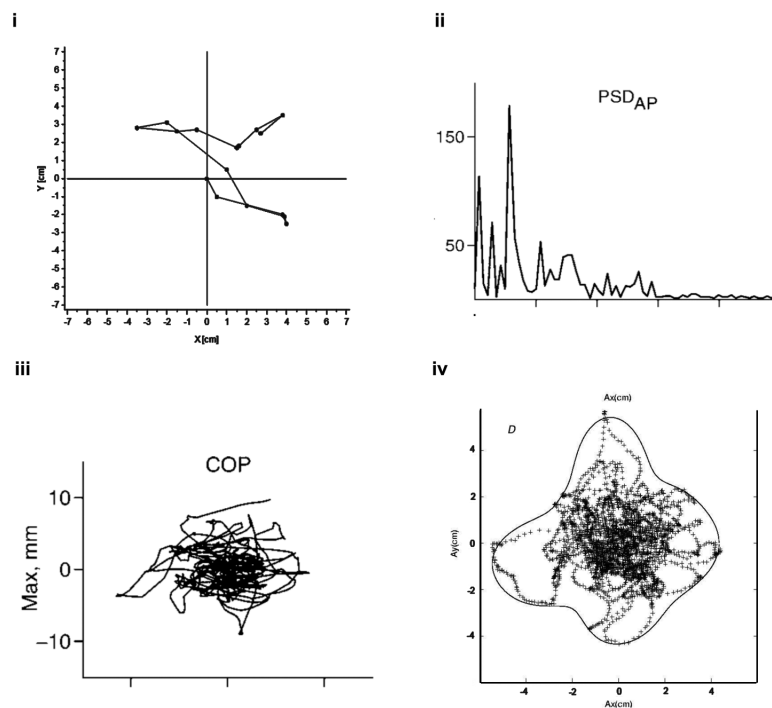 i
7
6
5
4
3
2
1
0
-1
-2
-3
-4
-5
-6
-7
Y [cm]
-7 -6 -5 -4 -3 -2 -1 0 1 2 3 4 5 6 7
X [cm]
ii
PSD AP
150
50
iii
COP
10
0
−10
Max, mm
iv
Ax(cm)
D
4
2
0
-2
-4
Ay(cm)
-4 -2 0 2 4
Ax(cm)